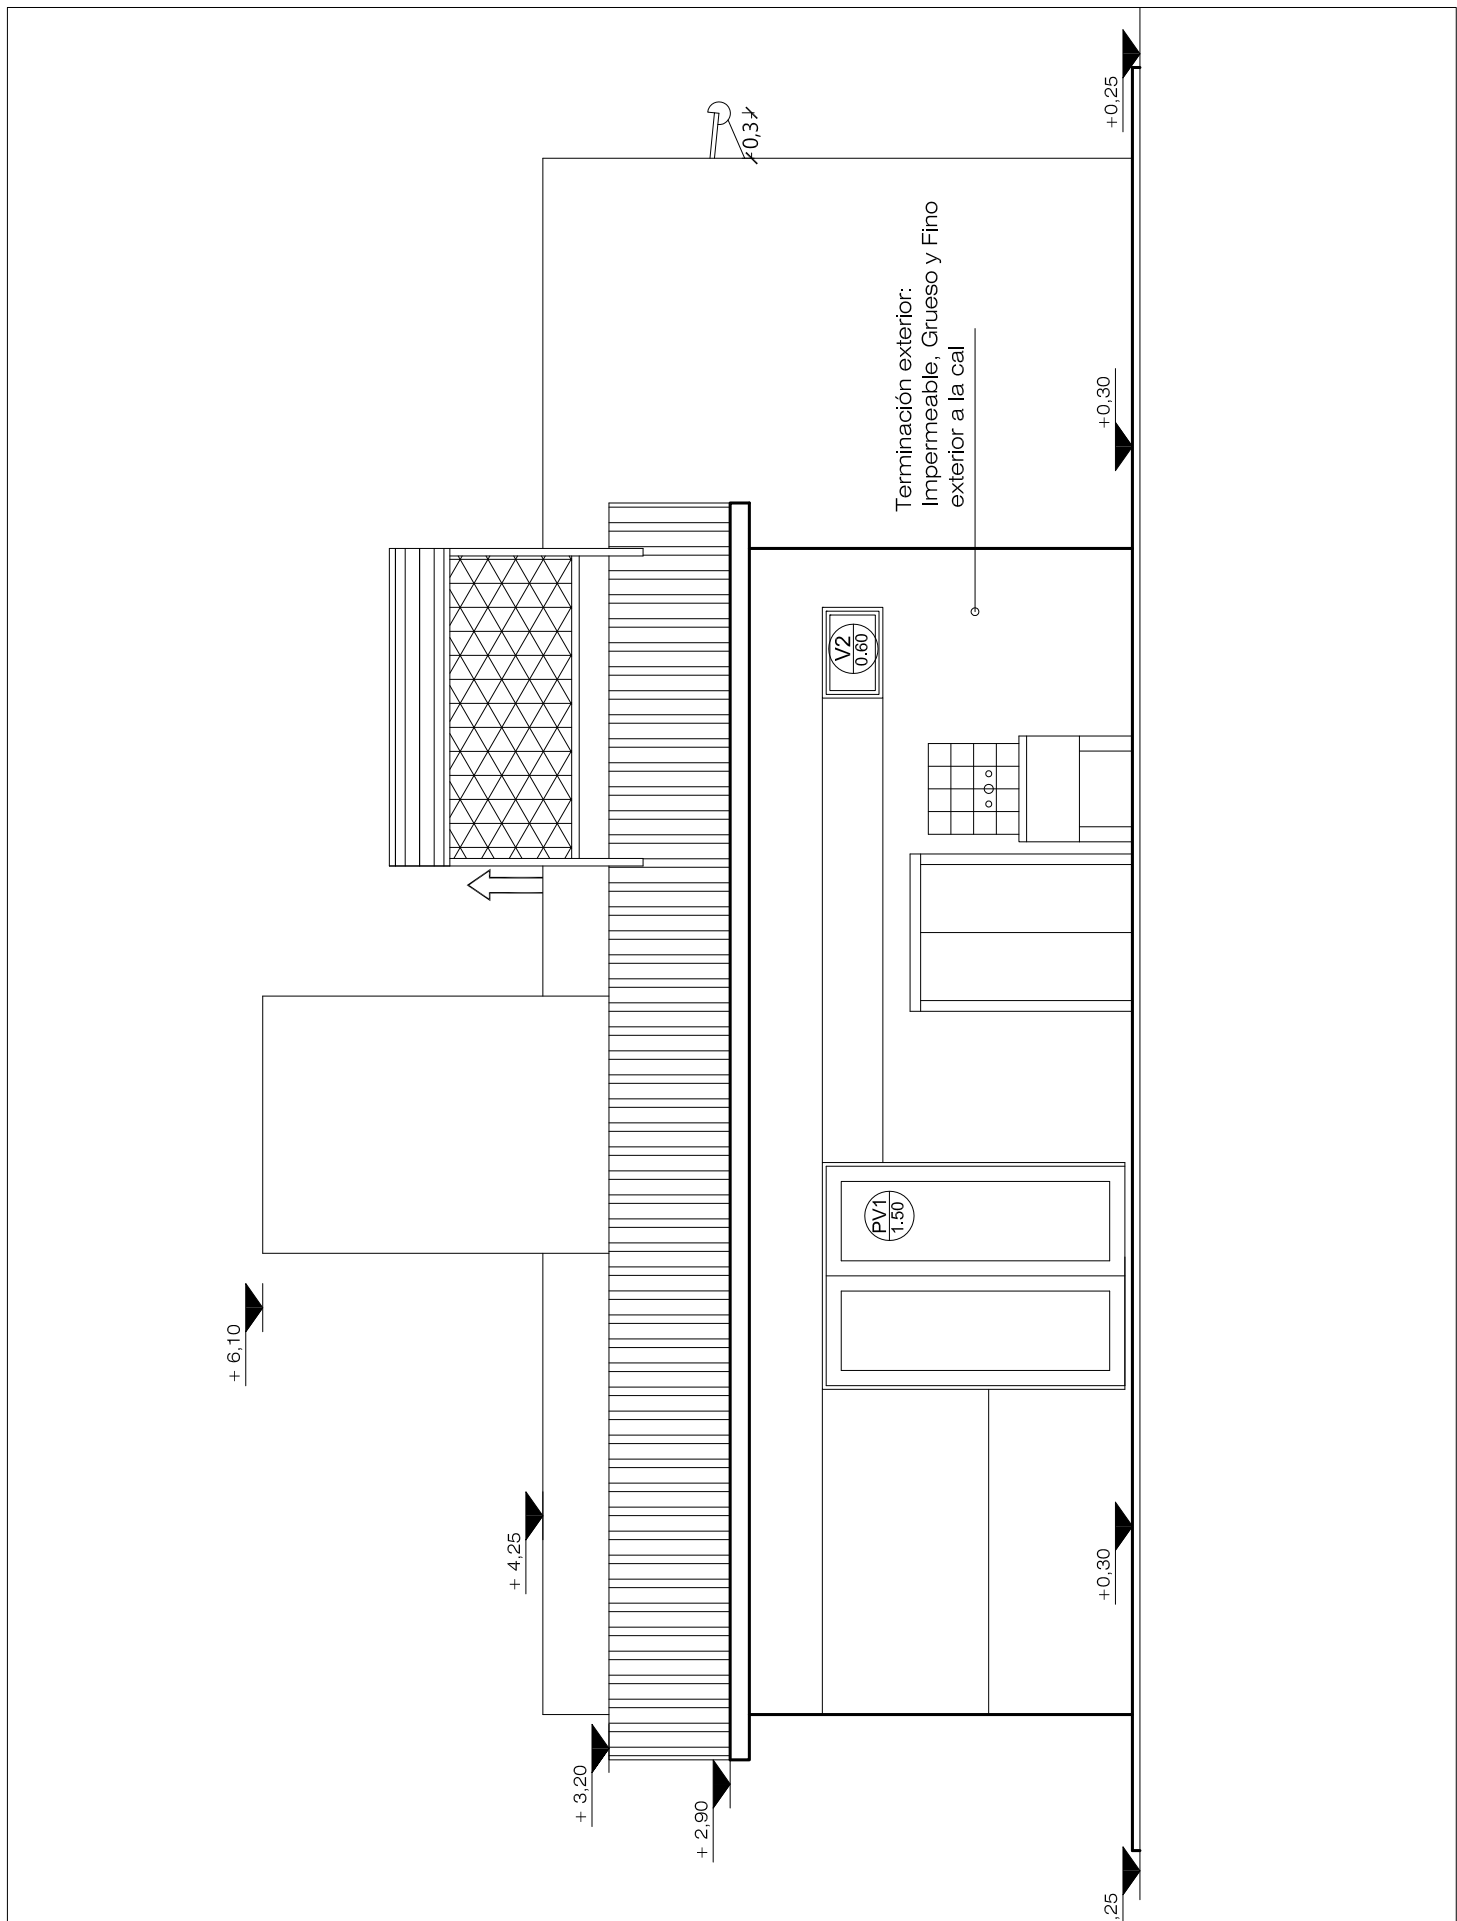 + 6,10
+ 4,25
+ 3,20
+ 2,90
0,3
Terminación exterior:
Impermeable, Grueso y Fino
exterior a la cal
V2
0.60
PV1
1.50
+0,30
+0,30
+0,25
,25